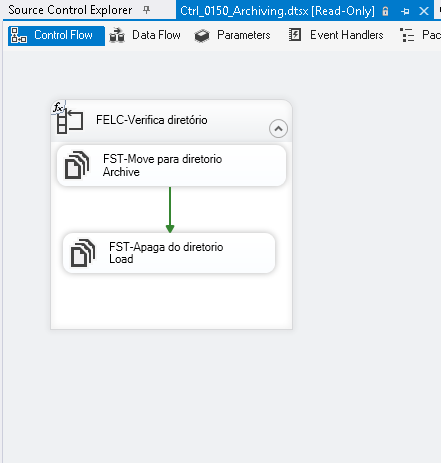 Source Control Explorer
Ctrl_0150_Archiving.dtsx [Read-Only]
Control Flow
Data Flow
Parameters
Event Handlers
Pac
fx
FELC-Verifica diretório
FST-Move para diretorio
Archive
FST-Apaga do diretorio
Load